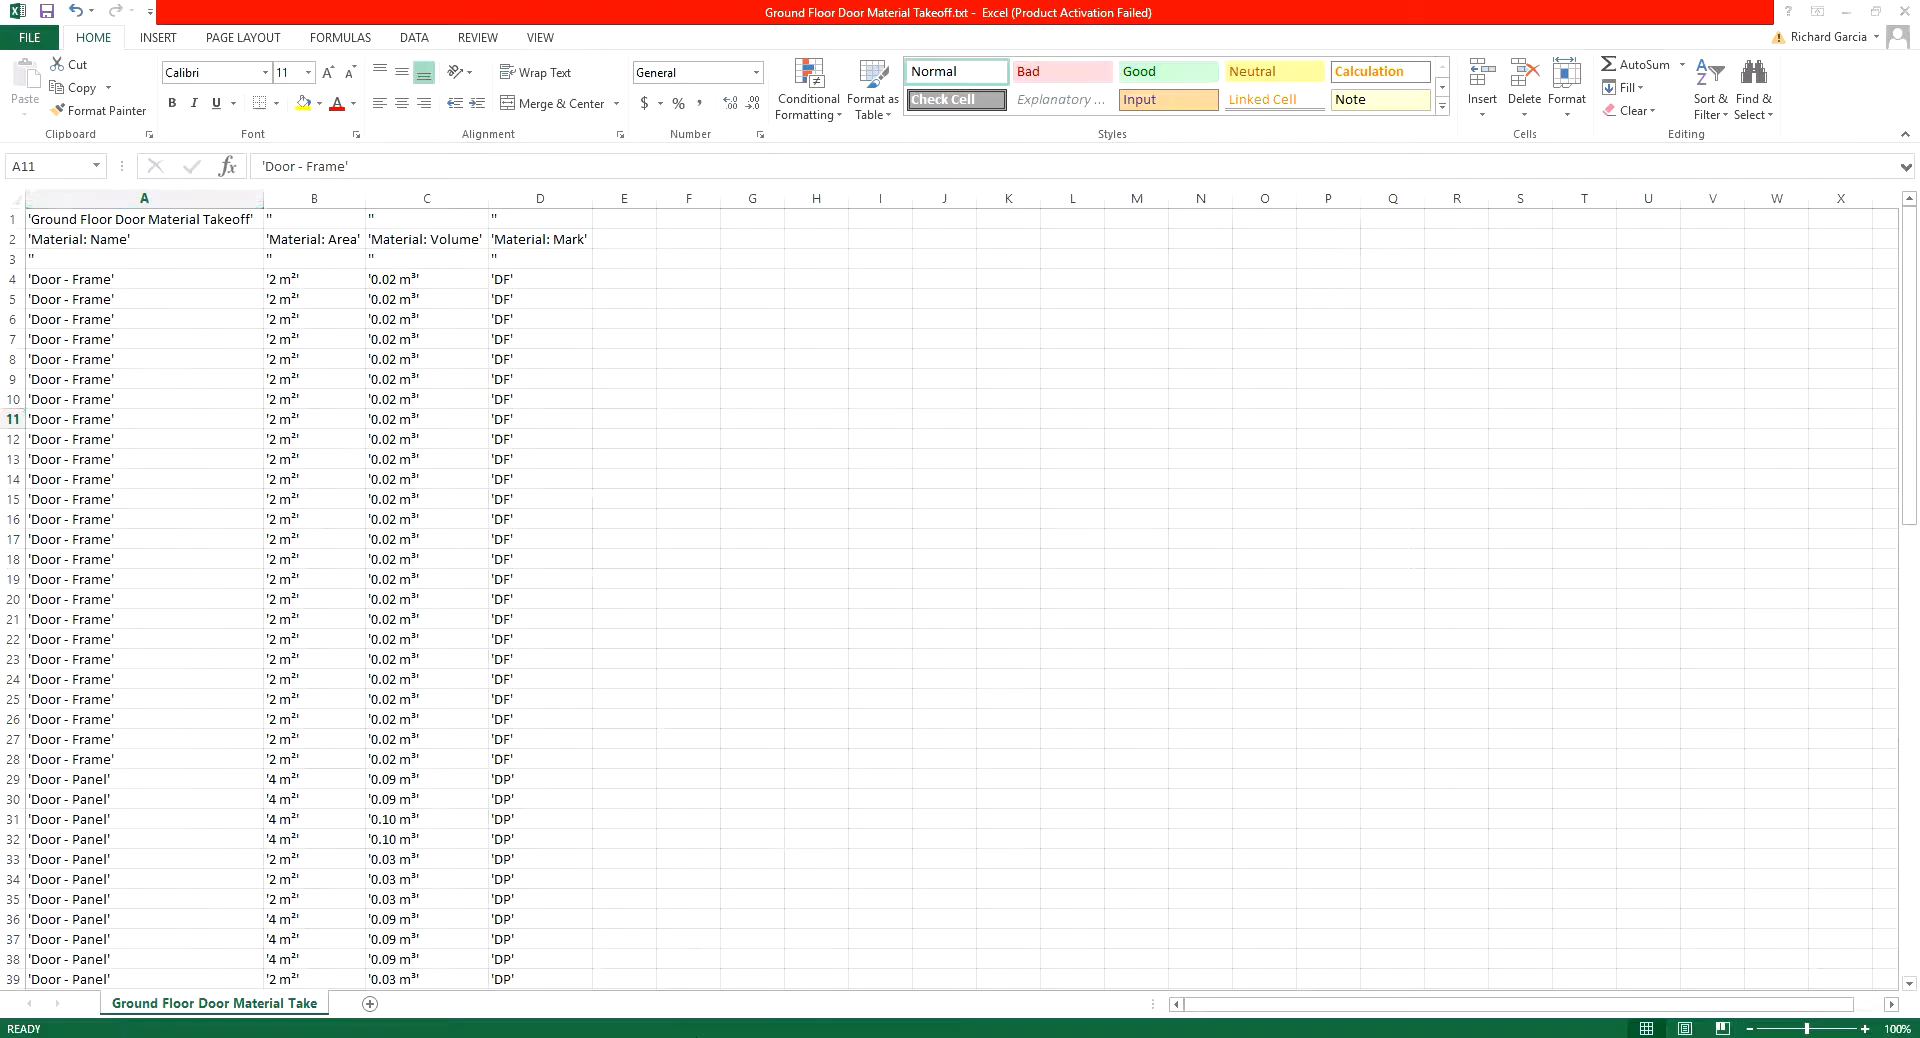 Ground Floor Door Material Takeoff.txt - Excel (Product Activation Failed)
FILE HOME INSERT PAGE LAYOUT FORMULAS DATA REVIEW VIEW Richard Garcia
Paste Cut Copy Format Painter Clipboard
Calibri 11 B I U A Font
Wrap Text Merge & Center Alignment
General $ % , Number
Conditional Formatting Format as Table
Normal Bad Good Neutral Calculation
Check Cell Explanatory ... Input Linked Cell Note
Styles
Insert Delete Format Cells
AutoSum Fill Clear Sort & Filter Find & Select Editing
A11 fx 'Door - Frame'
A B C D E F G H I J K L M N O P Q R S T U V W X
1 'Ground Floor Door Material Takeoff' '' '' ''
2 'Material: Name' 'Material: Area' 'Material: Volume' 'Material: Mark'
3 '' '' '' ''
4 'Door - Frame' '2 m²' '0.02 m³' 'DF'
5 'Door - Frame' '2 m²' '0.02 m³' 'DF'
6 'Door - Frame' '2 m²' '0.02 m³' 'DF'
7 'Door - Frame' '2 m²' '0.02 m³' 'DF'
8 'Door - Frame' '2 m²' '0.02 m³' 'DF'
9 'Door - Frame' '2 m²' '0.02 m³' 'DF'
10 'Door - Frame' '2 m²' '0.02 m³' 'DF'
11 'Door - Frame' '2 m²' '0.02 m³' 'DF'
12 'Door - Frame' '2 m²' '0.02 m³' 'DF'
13 'Door - Frame' '2 m²' '0.02 m³' 'DF'
14 'Door - Frame' '2 m²' '0.02 m³' 'DF'
15 'Door - Frame' '2 m²' '0.02 m³' 'DF'
16 'Door - Frame' '2 m²' '0.02 m³' 'DF'
17 'Door - Frame' '2 m²' '0.02 m³' 'DF'
18 'Door - Frame' '2 m²' '0.02 m³' 'DF'
19 'Door - Frame' '2 m²' '0.02 m³' 'DF'
20 'Door - Frame' '2 m²' '0.02 m³' 'DF'
21 'Door - Frame' '2 m²' '0.02 m³' 'DF'
22 'Door - Frame' '2 m²' '0.02 m³' 'DF'
23 'Door - Frame' '2 m²' '0.02 m³' 'DF'
24 'Door - Frame' '2 m²' '0.02 m³' 'DF'
25 'Door - Frame' '2 m²' '0.02 m³' 'DF'
26 'Door - Frame' '2 m²' '0.02 m³' 'DF'
27 'Door - Frame' '2 m²' '0.02 m³' 'DF'
28 'Door - Frame' '2 m²' '0.02 m³' 'DF'
29 'Door - Panel' '4 m²' '0.09 m³' 'DP'
30 'Door - Panel' '4 m²' '0.09 m³' 'DP'
31 'Door - Panel' '4 m²' '0.10 m³' 'DP'
32 'Door - Panel' '4 m²' '0.10 m³' 'DP'
33 'Door - Panel' '2 m²' '0.03 m³' 'DP'
34 'Door - Panel' '2 m²' '0.03 m³' 'DP'
35 'Door - Panel' '2 m²' '0.03 m³' 'DP'
36 'Door - Panel' '4 m²' '0.09 m³' 'DP'
37 'Door - Panel' '4 m²' '0.09 m³' 'DP'
38 'Door - Panel' '4 m²' '0.09 m³' 'DP'
39 'Door - Panel' '2 m²' '0.03 m³' 'DP'
Ground Floor Door Material Take
READY 100%